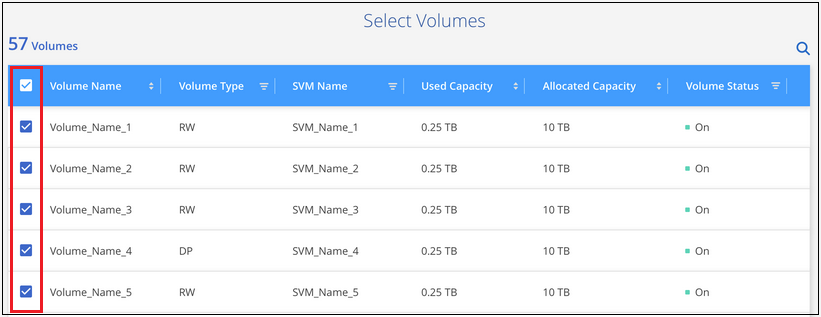 Select Volumes
57 Volumes
Volume Name Volume Type SVM Name Used Capacity Allocated Capacity Volume Status
Volume_Name_1 RW SVM_Name_1 0.25 TB 10 TB On
Volume_Name_2 RW SVM_Name_2 0.25 TB 10 TB On
Volume_Name_3 RW SVM_Name_3 0.25 TB 10 TB On
Volume_Name_4 DP SVM_Name_4 0.25 TB 10 TB On
Volume_Name_5 RW SVM_Name_5 0.25 TB 10 TB On